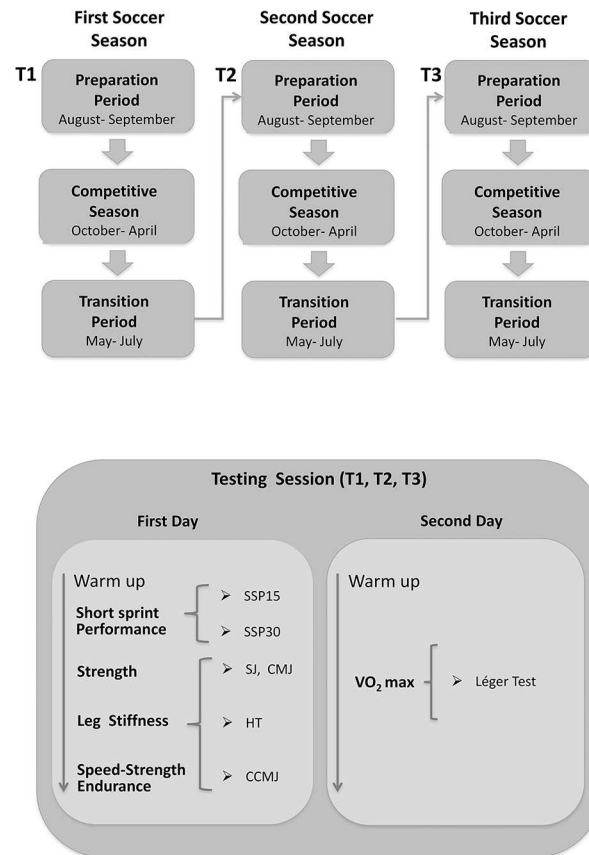 First Soccer
Season
Second Soccer
Season
Third Soccer
Season
T1
Preparation
Period
August- September
T2
Preparation
Period
August- September
T3
Preparation
Period
August- September
Competitive
Season
October- April
Competitive
Season
October- April
Competitive
Season
October- April
Transition
Period
May- July
Transition
Period
May- July
Transition
Period
May- July
Testing Session (T1, T2, T3)
First Day
Second Day
Warm up
Short sprint
Performance
➢ SSP15
➢ SSP30
Strength
➢ SJ, CMJ
Leg Stiffness
➢ HT
Speed-Strength
Endurance
➢ CCMJ
Warm up
VO₂ max
➢ Léger Test